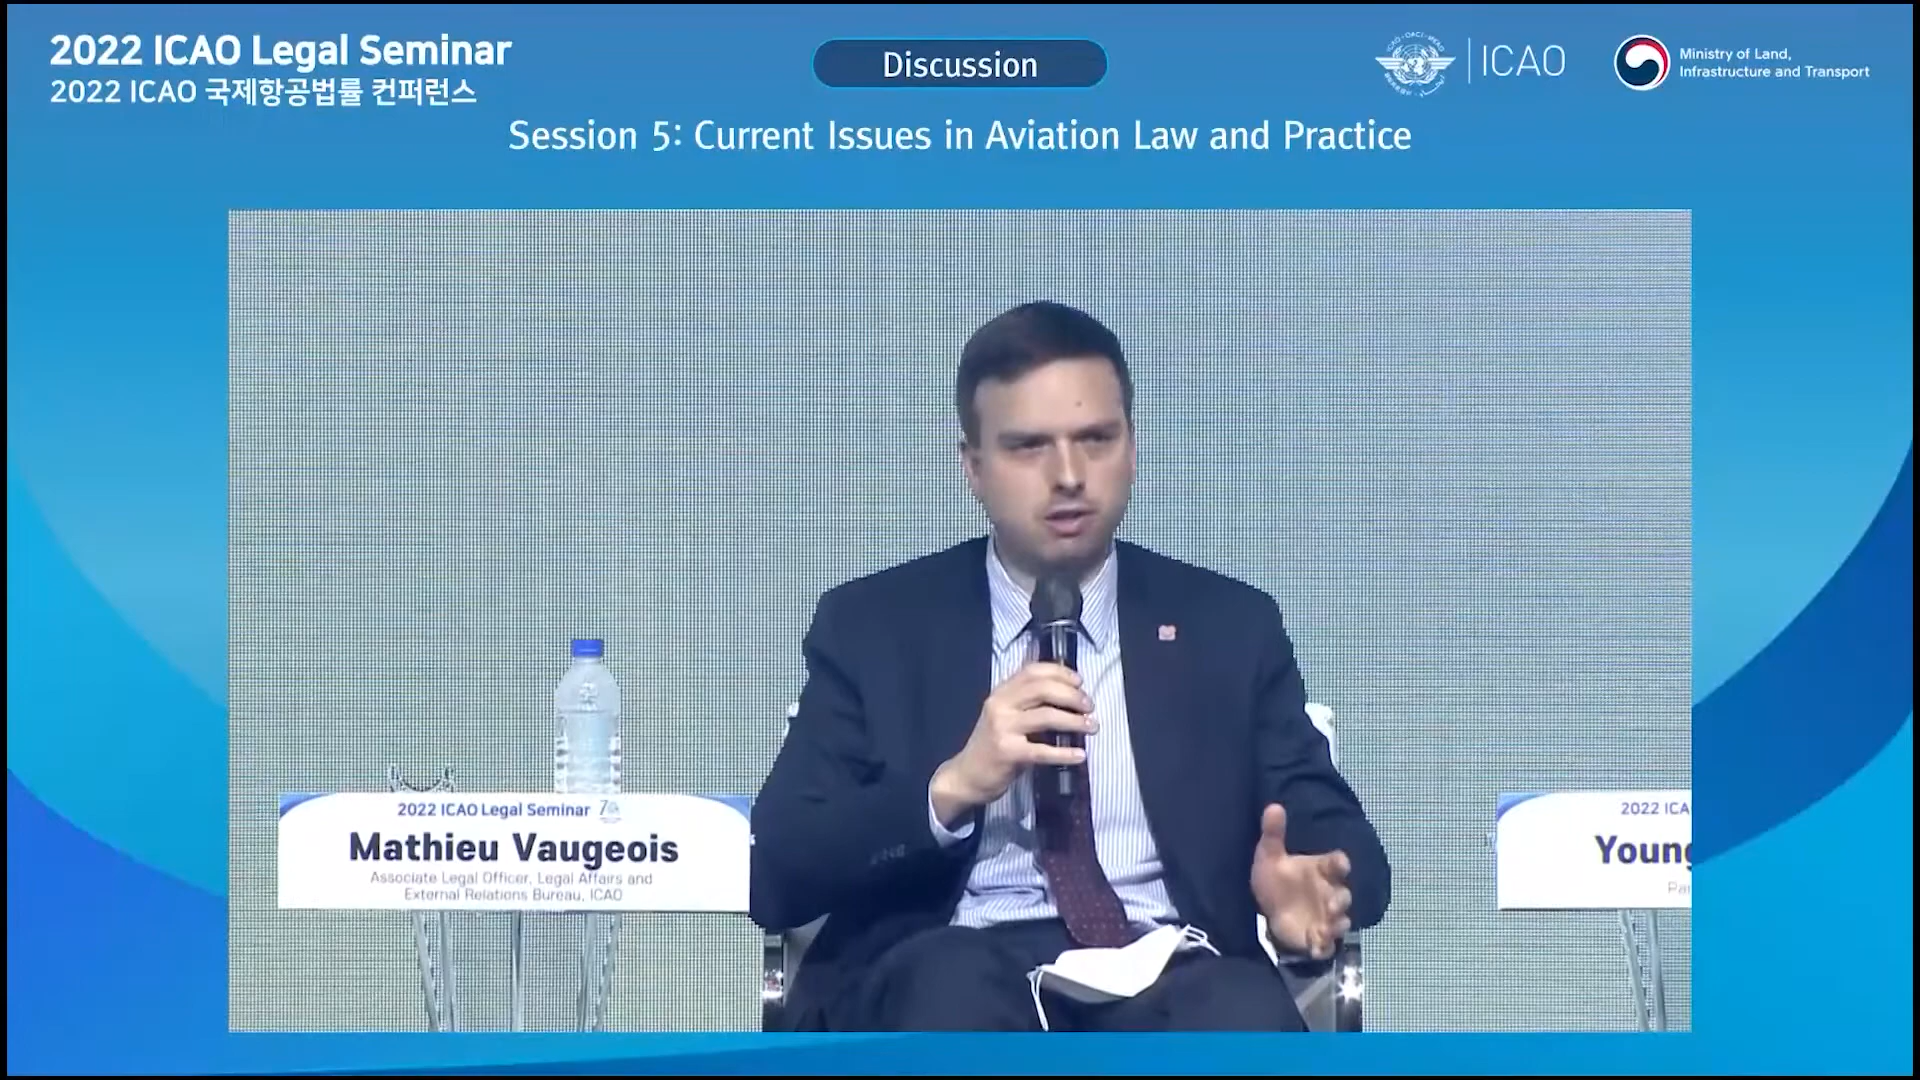 2022 ICAO Legal Seminar
2022 ICAO 국제항공법률 컨퍼런스
Discussion
ICAO
Ministry of Land,
Infrastructure and Transport
Session 5: Current Issues in Aviation Law and Practice
2022 ICAO Legal Seminar
Mathieu Vaugeois
Associate Legal Officer, Legal Affairs and
External Relations Bureau, ICAO
2022 ICA
Young